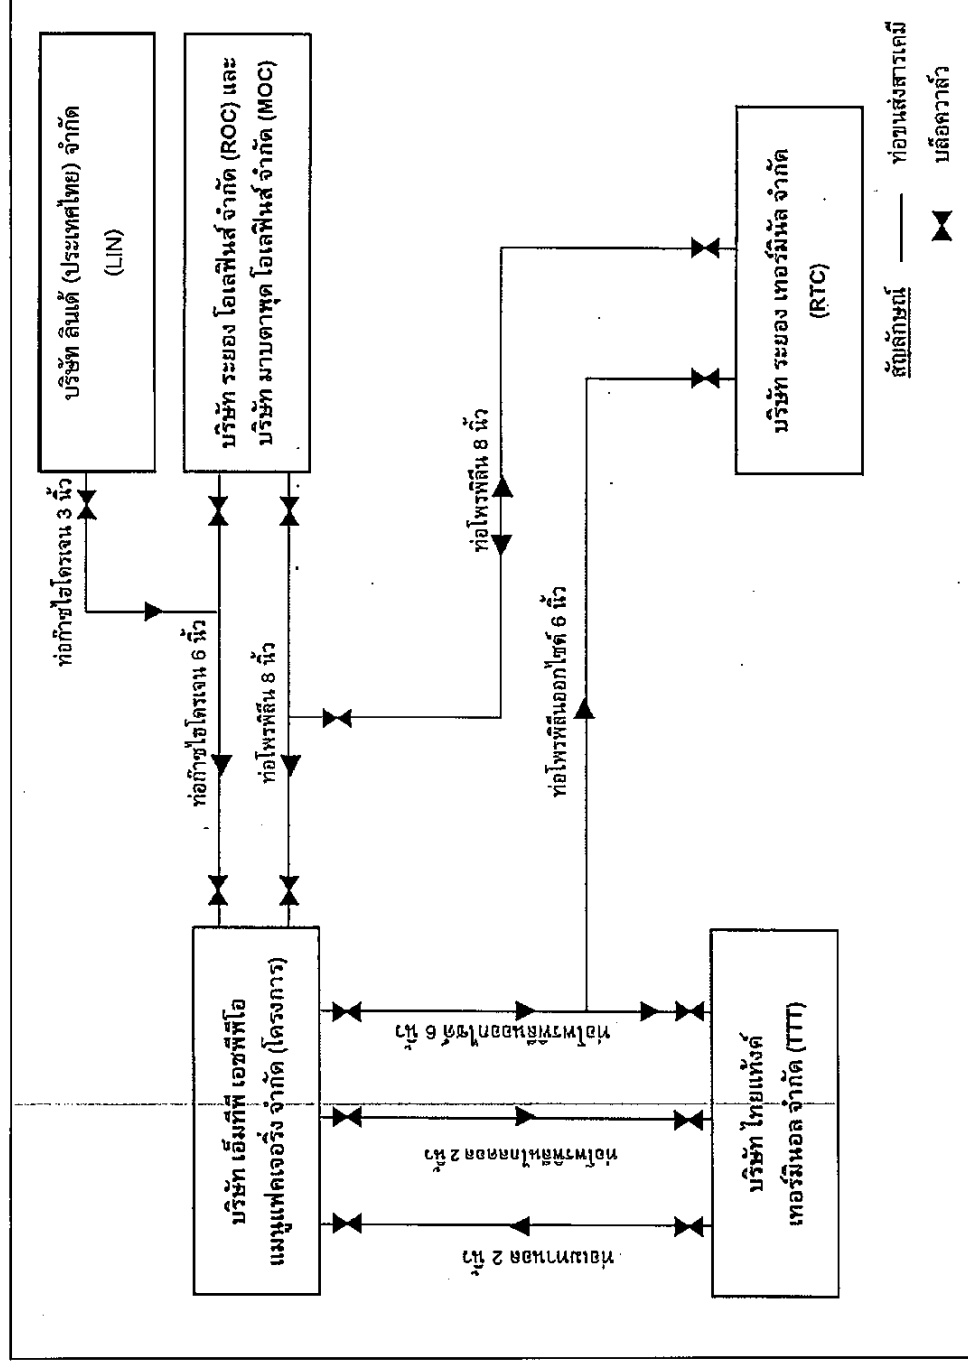 บริษัท ลินเด้ (ประเทศไทย) จำกัด
(LIN)
บริษัท ระยอง โอเลฟินส์ จำกัด (ROC) และ
บริษัท มาบตาพุด โอเลฟินส์ จำกัด (MOC)
ท่อก๊าซไฮโดรเจน 3 นิ้ว
ท่อก๊าซไฮโดรเจน 6 นิ้ว
ท่อโพรพิลีน 8 นิ้ว
ท่อโพรพิลีน 8 นิ้ว
ท่อโพรพิลีนออกไซด์ 6 นิ้ว
บริษัท เอ็มทีพี เอชพีพีโอ
แมนูแฟคเจอริ่ง จำกัด (โครงการ)
ท่อโพรพิลีนออกไซด์ 6 นิ้ว
ท่อโพรพิลีนไกลคอล 2 นิ้ว
ท่อเมทานอล 2 นิ้ว
บริษัท ไทยแท้งค์
เทอร์มินอล จำกัด (TTT)
บริษัท ระยอง เทอร์มินัล จำกัด
(RTC)
สัญลักษณ์
ท่อขนส่งสารเคมี
บล็อควาล์ว